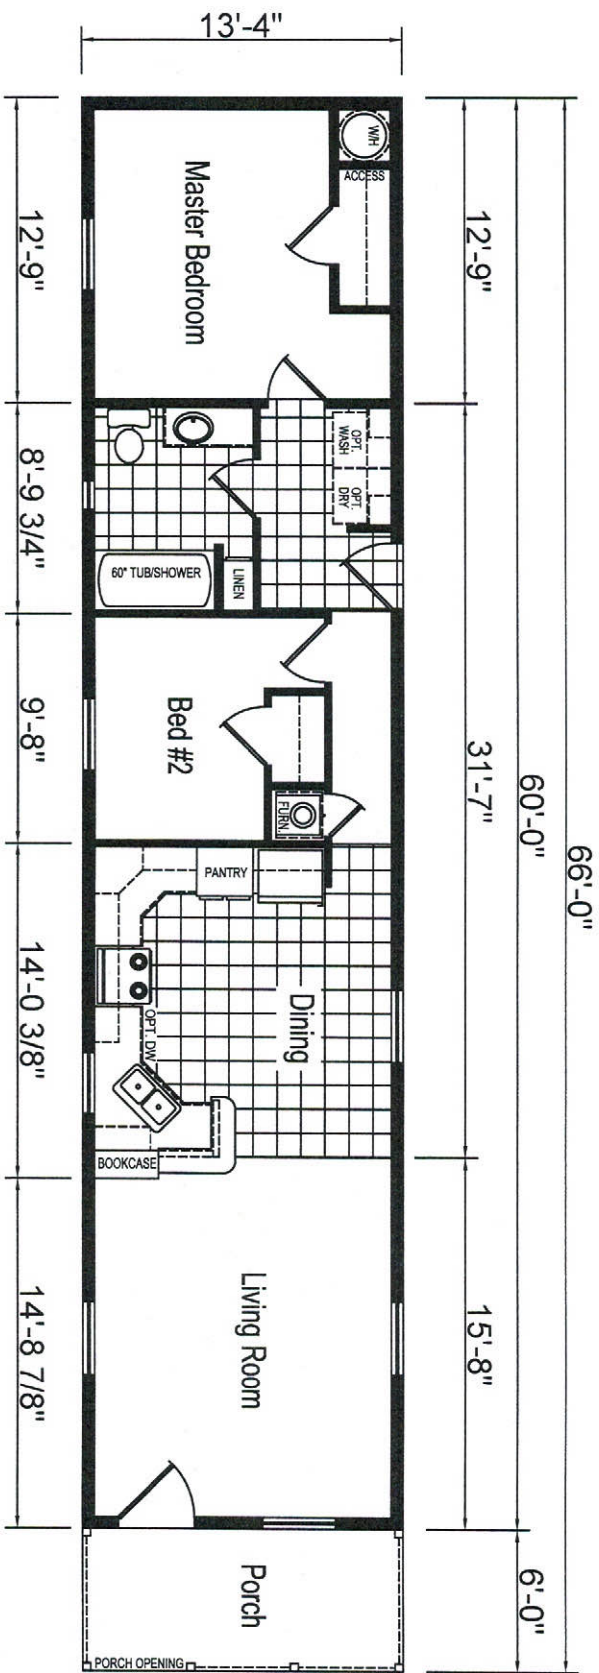 13'-4"
66'-0"
60'-0"
6'-0"
12'-9"
31'-7"
15'-8"
W/H
ACCESS
Master Bedroom
OPT.
WASH
OPT.
DRY
LINEN
60" TUB/SHOWER
Bed #2
FURN.
PANTRY
Dining
OPT. DW
BOOKCASE
Living Room
Porch
PORCH OPENING
12'-9"
8'-9 3/4"
9'-8"
14'-0 3/8"
14'-8 7/8"